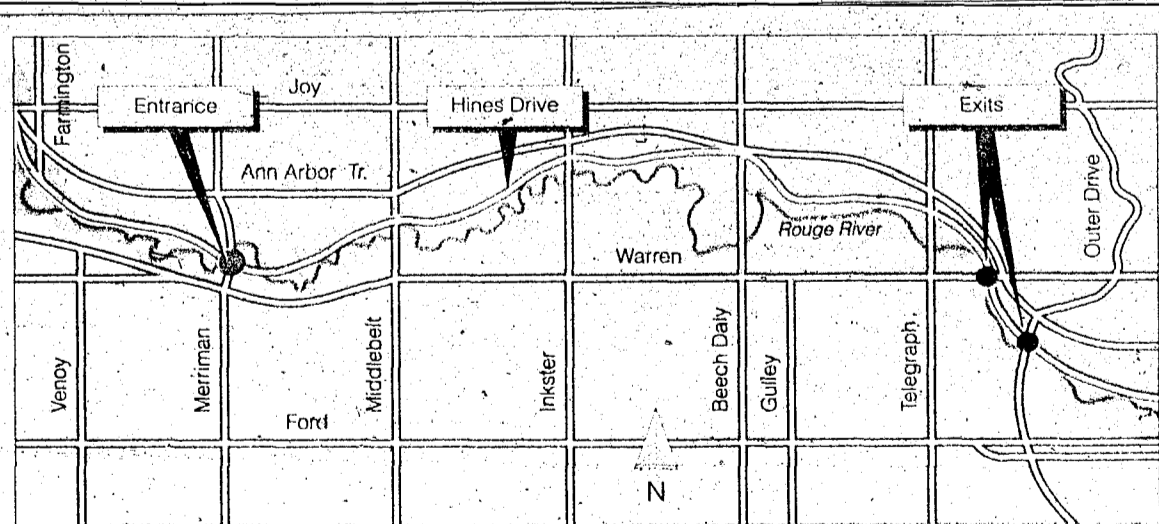 Farmington
Entrance
Joy
Hines Drive
Exits
Ann Arbor Tr.
Outer Drive
Rouge River
Warren
Venoy
Merriman
Middlebelt
Inkster
Beech Daly
Gulley
Telegraph
Ford
N